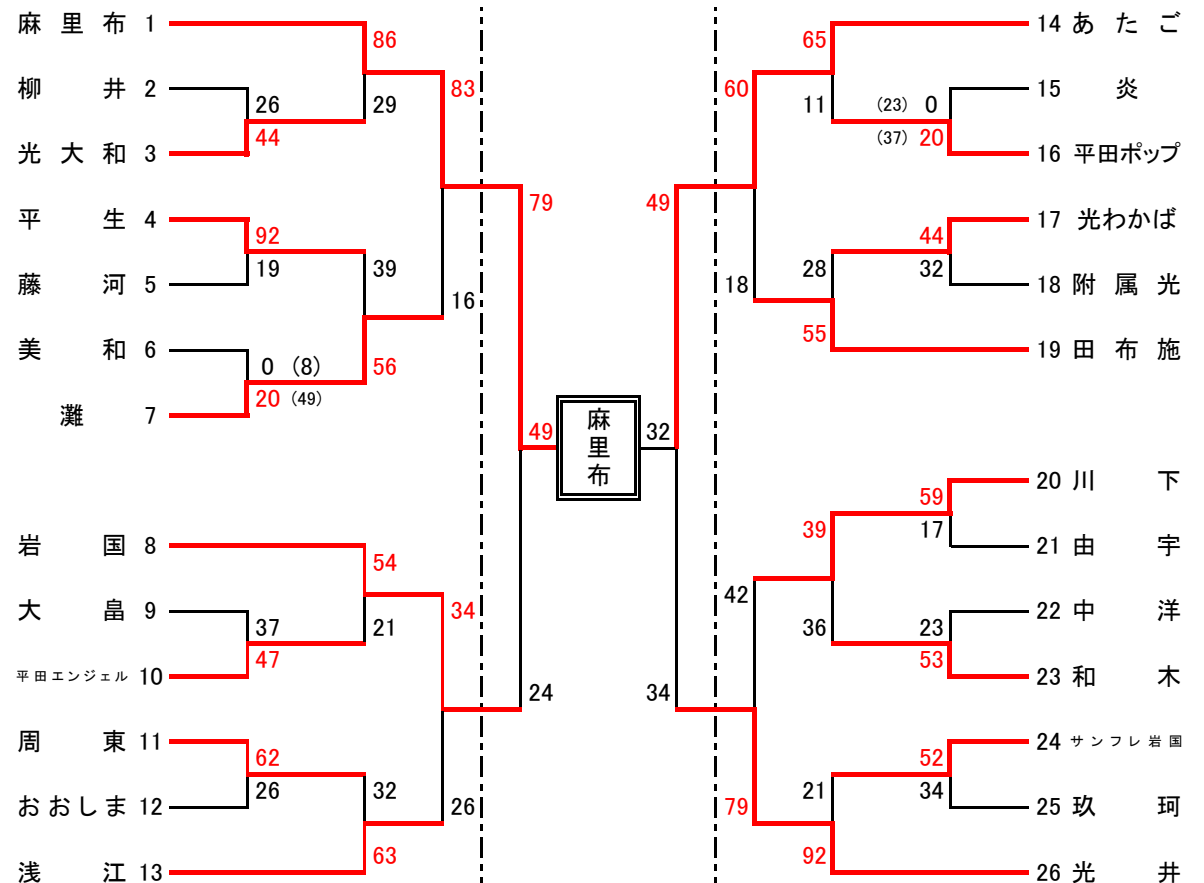 麻里布 1
86
柳井 2
26
29
83
44
光大和 3
79
平生 4
92
19
39
藤河 5
16
美和 6
0 (8)
56
20 (49)
灘 7
49
岩国 8
54
大畠 9
37
21
34
47
平田エンジェル 10
24
周東 11
62
26
32
おおしま 12
26
63
浅江 13
麻里布
14 あたご
65
60
15 炎
11
(23) 0
(37) 20
16 平田ポップ
49
17 光わかば
44
28
32
18
18 附属光
55
19 田布施
32
20 川下
59
39
17
21 由宇
42
22 中洋
36
23
53
23 和木
34
24 サンフレ岩国
52
21
34
79
25 玖珂
92
26 光井